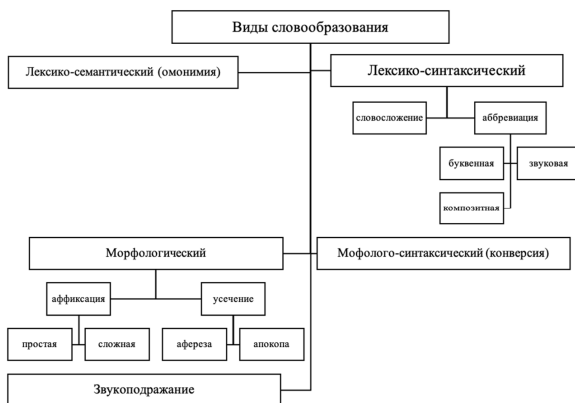 Виды словообразования
Лексико-семантический (омонимия)
Лексико-синтаксический
словосложение
аббревиация
буквенная
звуковая
композитная
Морфологический
Мофолого-синтаксический (конверсия)
аффиксация
усечение
простая
сложная
афереза
апокопа
Звукоподражание